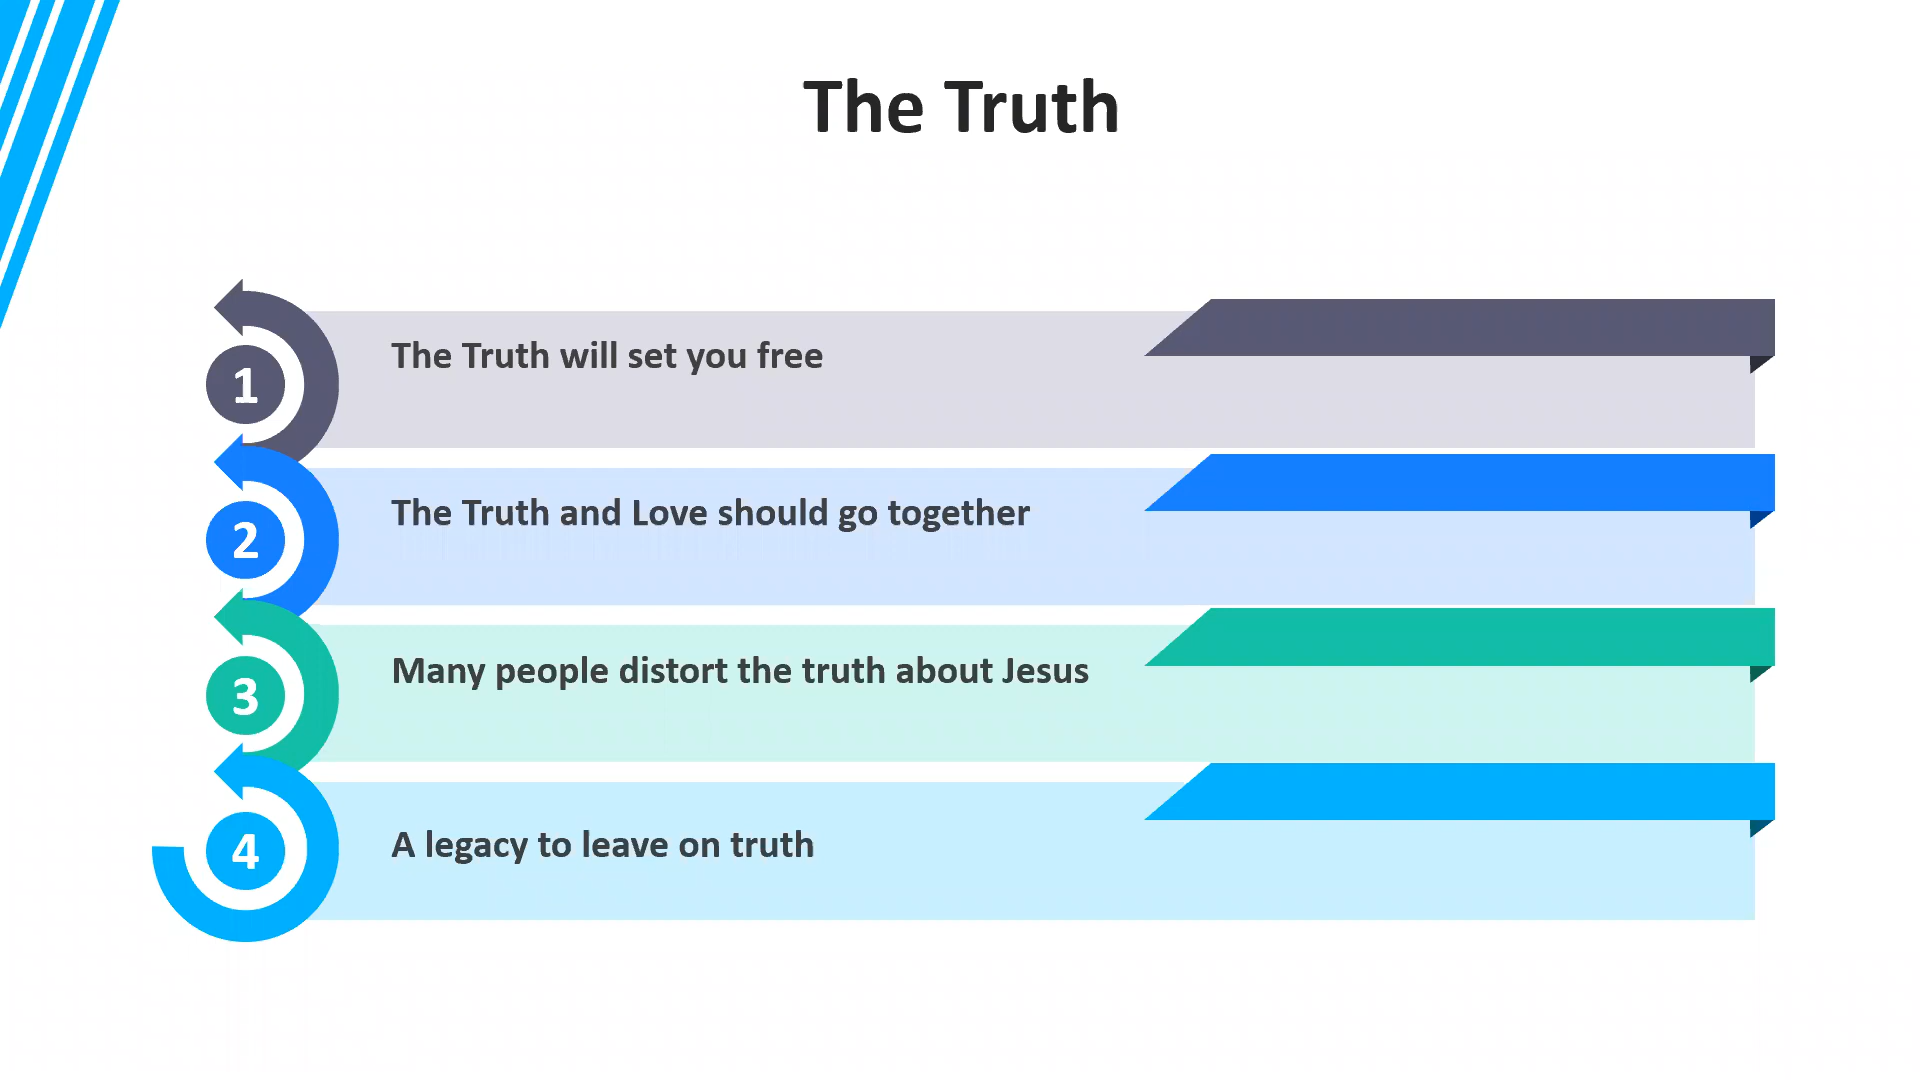 The Truth
1
The Truth will set you free
2
The Truth and Love should go together
3
Many people distort the truth about Jesus
4
A legacy to leave on truth